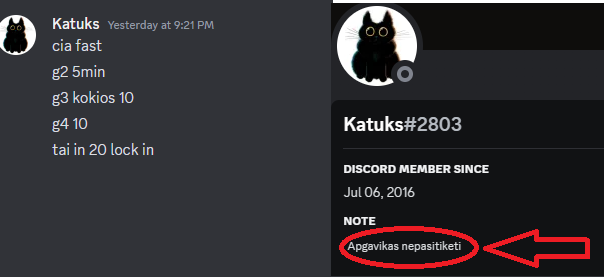 Katuks Yesterday at 9:21 PM
cia fast
g2 5min
g3 kokios 10
g4 10
tai in 20 lock in
Katuks#2803
DISCORD MEMBER SINCE
Jul 06, 2016
NOTE
Apgavikas nepasitiketi